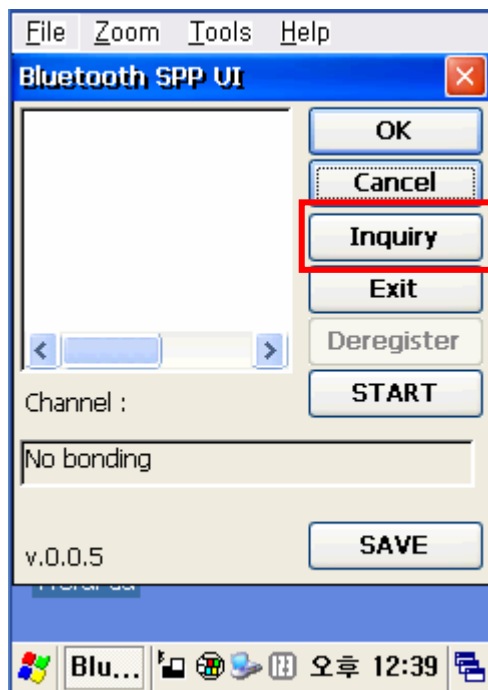 File Zoom Tools Help
Bluetooth SPP UI
OK
Cancel
Inquiry
Exit
Deregister
START
Channel :
No bonding
v.0.0.5
SAVE
Blu... 오후 12:39